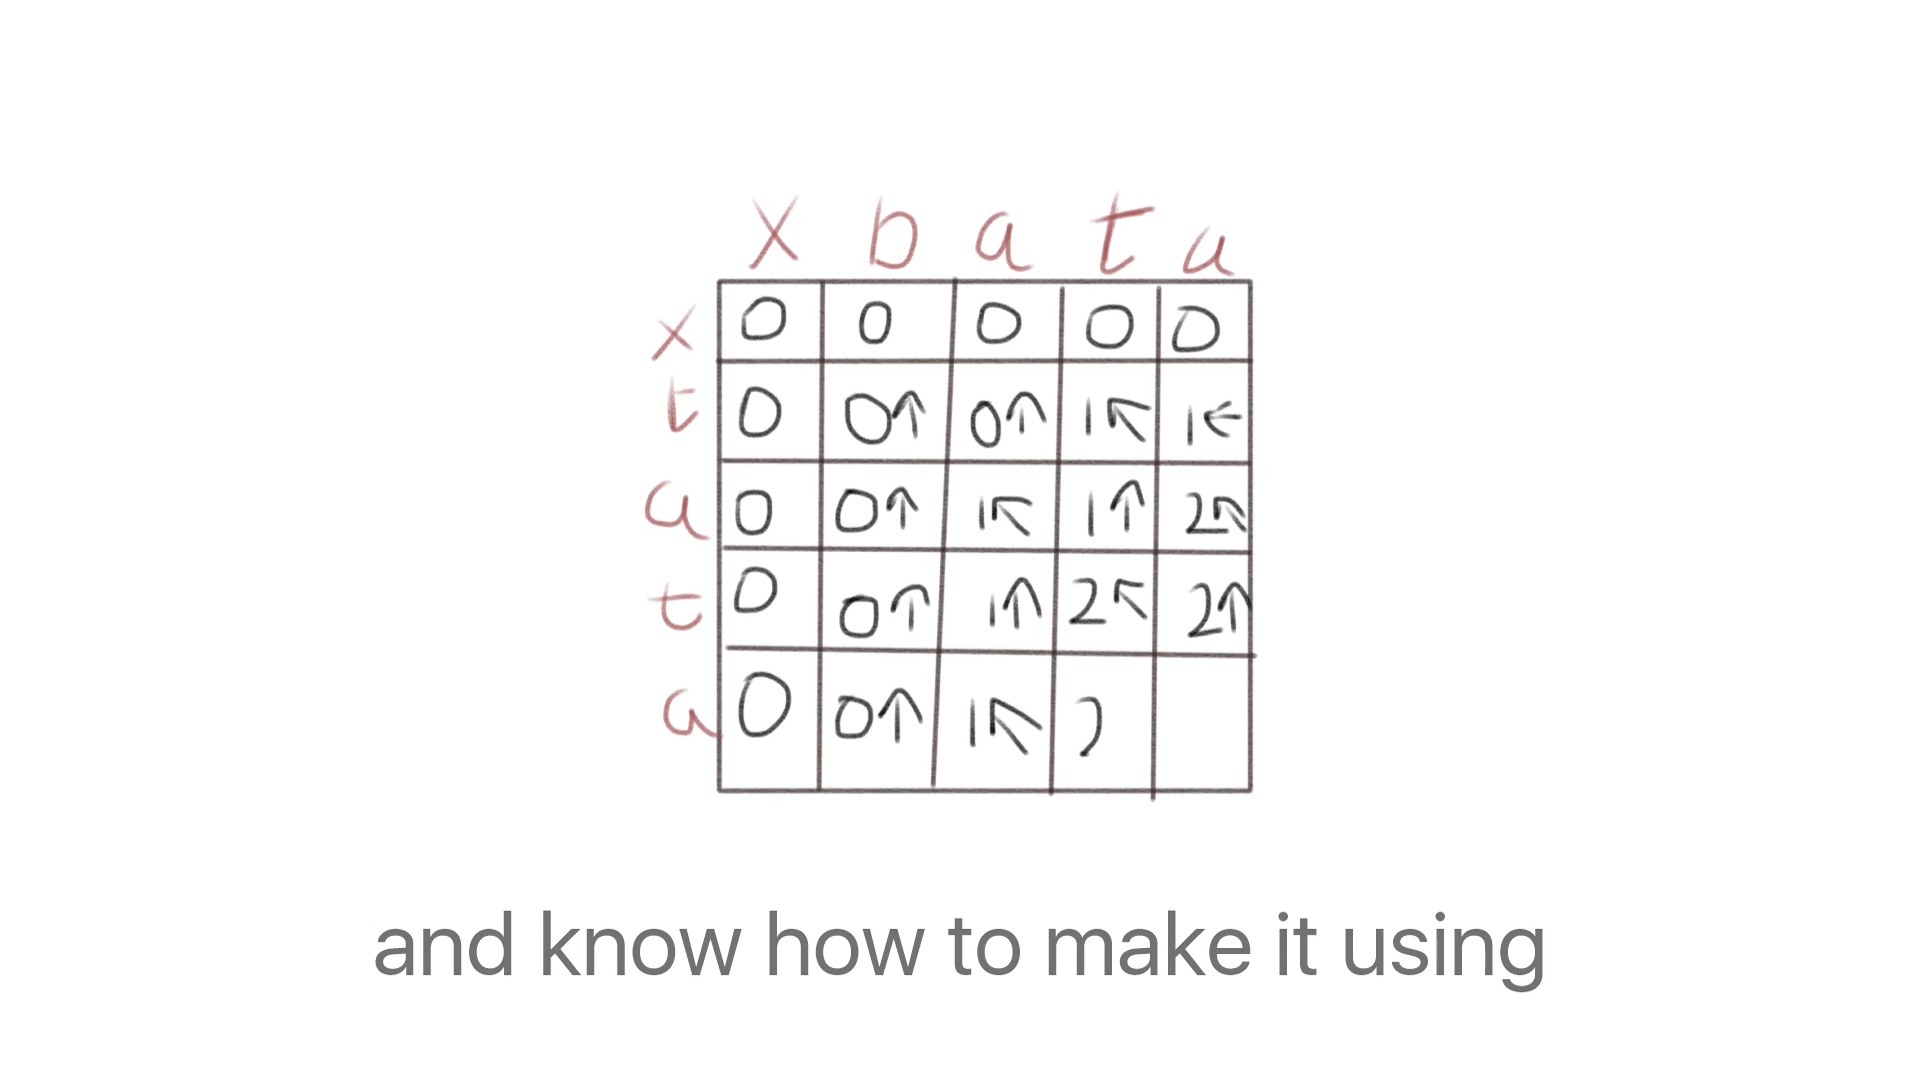 x b a t a
x 0 0 0 0 0
t 0 0↑ 0↑ 1↖ 1←
a 0 0↑ 1↖ 1↑ 2↖
t 0 0↑ 1↑ 2↖ 2↑
a 0 0↑ 1↖
and know how to make it using